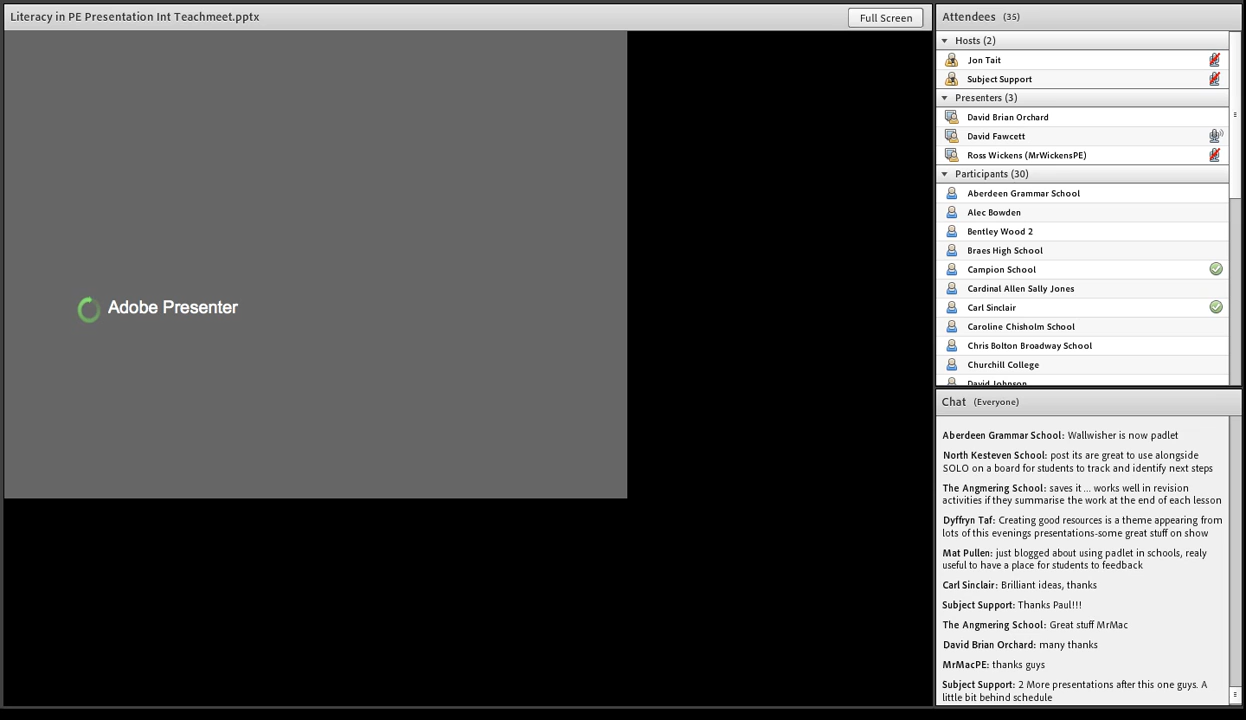 Literacy in PE Presentation Int Teachmeet.pptx
Full Screen
Adobe Presenter
Attendees (35)
Hosts (2)
Jon Tait
Subject Support
Presenters (3)
David Brian Orchard
David Fawcett
Ross Wickens (MrWickensPE)
Participants (30)
Aberdeen Grammar School
Alec Bowden
Bentley Wood 2
Braes High School
Campion School
Cardinal Allen Sally Jones
Carl Sinclair
Caroline Chisholm School
Chris Bolton Broadway School
Churchill College
David Johnson
Chat (Everyone)
Aberdeen Grammar School: Wallwisher is now padlet
North Kesteven School: post its are great to use alongside
SOLO on a board for students to track and identify next steps
The Angmering School: saves it ... works well in revision
activities if they summarise the work at the end of each lesson
Dyffryn Taf: Creating good resources is a theme appearing from
lots of this evenings presentations-some great stuff on show
Mat Pullen: just blogged about using padlet in schools, realy
useful to have a place for students to feedback
Carl Sinclair: Brilliant ideas, thanks
Subject Support: Thanks Paul!!!
The Angmering School: Great stuff MrMac
David Brian Orchard: many thanks
MrMacPE: thanks guys
Subject Support: 2 More presentations after this one guys. A
little bit behind schedule